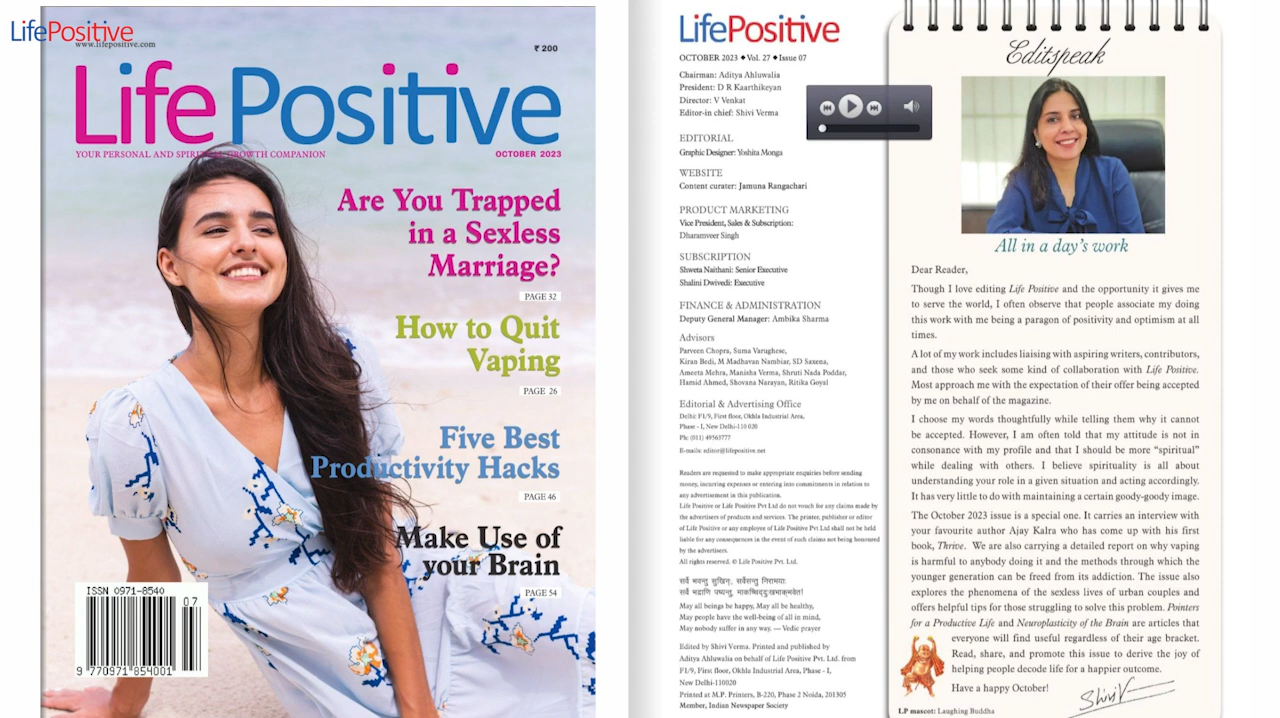 LifePositive
www.lifepositive.com
₹ 200
LifePositive
YOUR PERSONAL AND SPIRITUAL GROWTH COMPANION
OCTOBER 2023
Are You Trapped
in a Sexless
Marriage?
PAGE 32
How to Quit
Vaping
PAGE 26
Five Best
Productivity Hacks
PAGE 46
Make Use of
your Brain
PAGE 54
ISSN 0971-8540
07
9 770971 854001
LifePositive
OCTOBER 2023 ◆ Vol. 27 ◆ Issue 07
Chairman: Aditya Ahluwalia
President: D R Kaarthikeyan
Director: V Venkat
Editor-in chief: Shivi Verma
EDITORIAL
Graphic Designer: Yoshita Monga
WEBSITE
Content curater: Jamuna Rangachari
PRODUCT MARKETING
Vice President, Sales & Subscription:
Dharamveer Singh
SUBSCRIPTION
Shweta Naithani: Senior Executive
Shalini Dwivedi: Executive
FINANCE & ADMINISTRATION
Deputy General Manager: Ambika Sharma
Advisors
Parveen Chopra, Suma Varughese,
Kiran Bedi, M Madhavan Nambiar, SD Saxena,
Ameeta Mehra, Manisha Verma, Shruti Nada Poddar,
Hamid Ahmed, Shovana Narayan, Ritika Goyal
Editorial & Advertising Office
Delhi: F1/9, First floor, Okhla Industrial Area,
Phase - I, New Delhi-110 020
Ph: (011) 49563777
E-mails: editor@lifepositive.net
Readers are requested to make appropriate enquiries before sending
money, incurring expenses or entering into commitments in relation to
any advertisement in this publication.
Life Positive or Life Positive Pvt Ltd do not vouch for any claims made by
the advertisers of products and services. The printer, publisher or editor
of Life Positive or any employee of Life Positive Pvt Ltd shall not be held
liable for any consequences in the event of such claims not being honoured
by the advertisers.
All rights reserved. © Life Positive Pvt. Ltd.
सर्वे भवन्तु सुखिन्, सर्वेसन्तु निरामयाः
सर्वे भद्राणि पष्यन्तु, माकष्चिद्दुःखभाक्भवेत!
May all beings be happy, May all be healthy,
May people have the well-being of all in mind,
May nobody suffer in any way. — Vedic prayer
Edited by Shivi Verma. Printed and published by
Aditya Ahluwalia on behalf of Life Positive Pvt. Ltd. from
F1/9, First floor, Okhla Industrial Area, Phase - I,
New Delhi-110020
Printed at M.P. Printers, B-220, Phase 2 Noida, 201305
Member, Indian Newspaper Society
Editspeak
All in a day's work
Dear Reader,
Though I love editing Life Positive and the opportunity it gives me
to serve the world, I often observe that people associate my doing
this work with me being a paragon of positivity and optimism at all
times.
A lot of my work includes liaising with aspiring writers, contributors,
and those who seek some kind of collaboration with Life Positive.
Most approach me with the expectation of their offer being accepted
by me on behalf of the magazine.
I choose my words thoughtfully while telling them why it cannot
be accepted. However, I am often told that my attitude is not in
consonance with my profile and that I should be more “spiritual”
while dealing with others. I believe spirituality is all about
understanding your role in a given situation and acting accordingly.
It has very little to do with maintaining a certain goody-goody image.
The October 2023 issue is a special one. It carries an interview with
your favourite author Ajay Kalra who has come up with his first
book, Thrive. We are also carrying a detailed report on why vaping
is harmful to anybody doing it and the methods through which the
younger generation can be freed from its addiction. The issue also
explores the phenomena of the sexless lives of urban couples and
offers helpful tips for those struggling to solve this problem. Pointers
for a Productive Life and Neuroplasticity of the Brain are articles that
everyone will find useful regardless of their age bracket.
Read, share, and promote this issue to derive the joy of
helping people decode life for a happier outcome.
Have a happy October!
Shivi V
LP mascot: Laughing Buddha